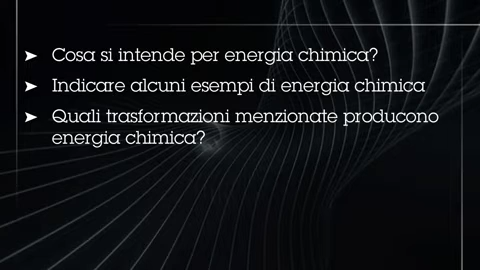 ➤ Cosa si intende per energia chimica?
➤ Indicare alcuni esempi di energia chimica
➤ Quali trasformazioni menzionate producono
energia chimica?